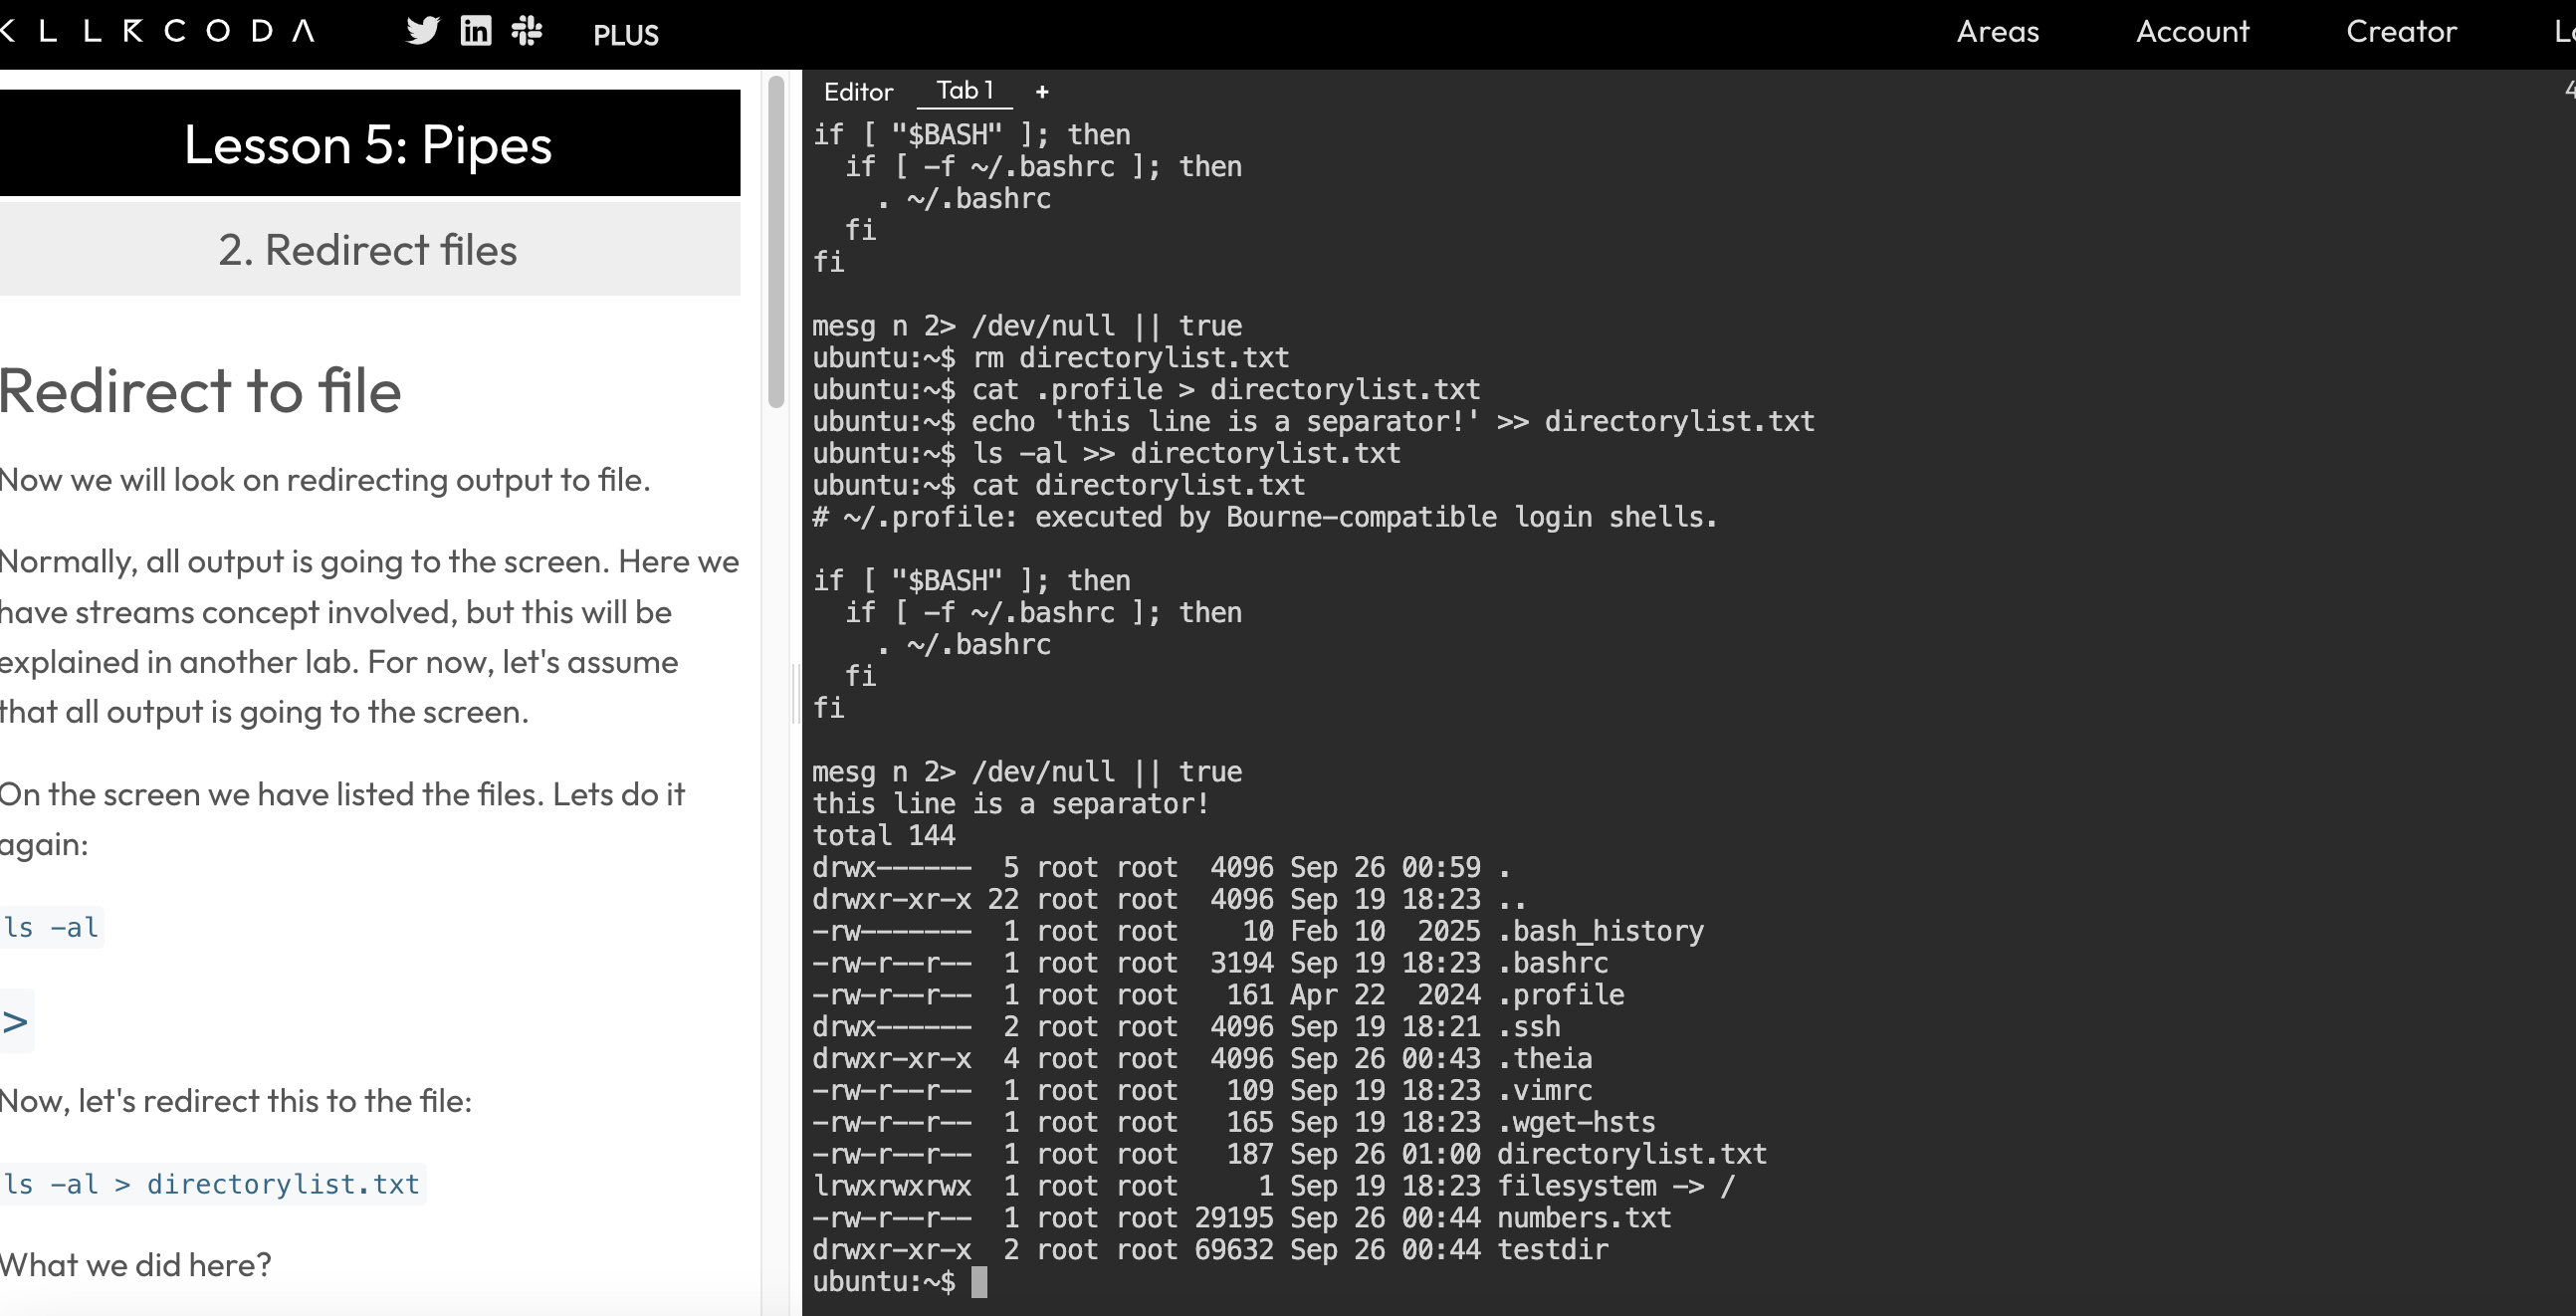 KLLRCODA PLUS Areas Account Creator
Lesson 5: Pipes
2. Redirect files
Redirect to file
Now we will look on redirecting output to file.
Normally, all output is going to the screen. Here we
have streams concept involved, but this will be
explained in another lab. For now, let's assume
that all output is going to the screen.
On the screen we have listed the files. Lets do it
again:
ls -al
>
Now, let's redirect this to the file:
ls -al > directorylist.txt
What we did here?
Editor Tab 1 +
if [ "$BASH" ]; then
  if [ -f ~/.bashrc ]; then
    . ~/.bashrc
  fi
fi
mesg n 2> /dev/null || true
ubuntu:~$ rm directorylist.txt
ubuntu:~$ cat .profile > directorylist.txt
ubuntu:~$ echo 'this line is a separator!' >> directorylist.txt
ubuntu:~$ ls -al >> directorylist.txt
ubuntu:~$ cat directorylist.txt
# ~/.profile: executed by Bourne-compatible login shells.
if [ "$BASH" ]; then
  if [ -f ~/.bashrc ]; then
    . ~/.bashrc
  fi
fi
mesg n 2> /dev/null || true
this line is a separator!
total 144
drwx------  5 root root  4096 Sep 26 00:59 .
drwxr-xr-x 22 root root  4096 Sep 19 18:23 ..
-rw-------  1 root root    10 Feb 10  2025 .bash_history
-rw-r--r--  1 root root  3194 Sep 19 18:23 .bashrc
-rw-r--r--  1 root root   161 Apr 22  2024 .profile
drwx------  2 root root  4096 Sep 19 18:21 .ssh
drwxr-xr-x  4 root root  4096 Sep 26 00:43 .theia
-rw-r--r--  1 root root   109 Sep 19 18:23 .vimrc
-rw-r--r--  1 root root   165 Sep 19 18:23 .wget-hsts
-rw-r--r--  1 root root   187 Sep 26 01:00 directorylist.txt
lrwxrwxrwx  1 root root     1 Sep 19 18:23 filesystem -> /
-rw-r--r--  1 root root 29195 Sep 26 00:44 numbers.txt
drwxr-xr-x  2 root root 69632 Sep 26 00:44 testdir
ubuntu:~$